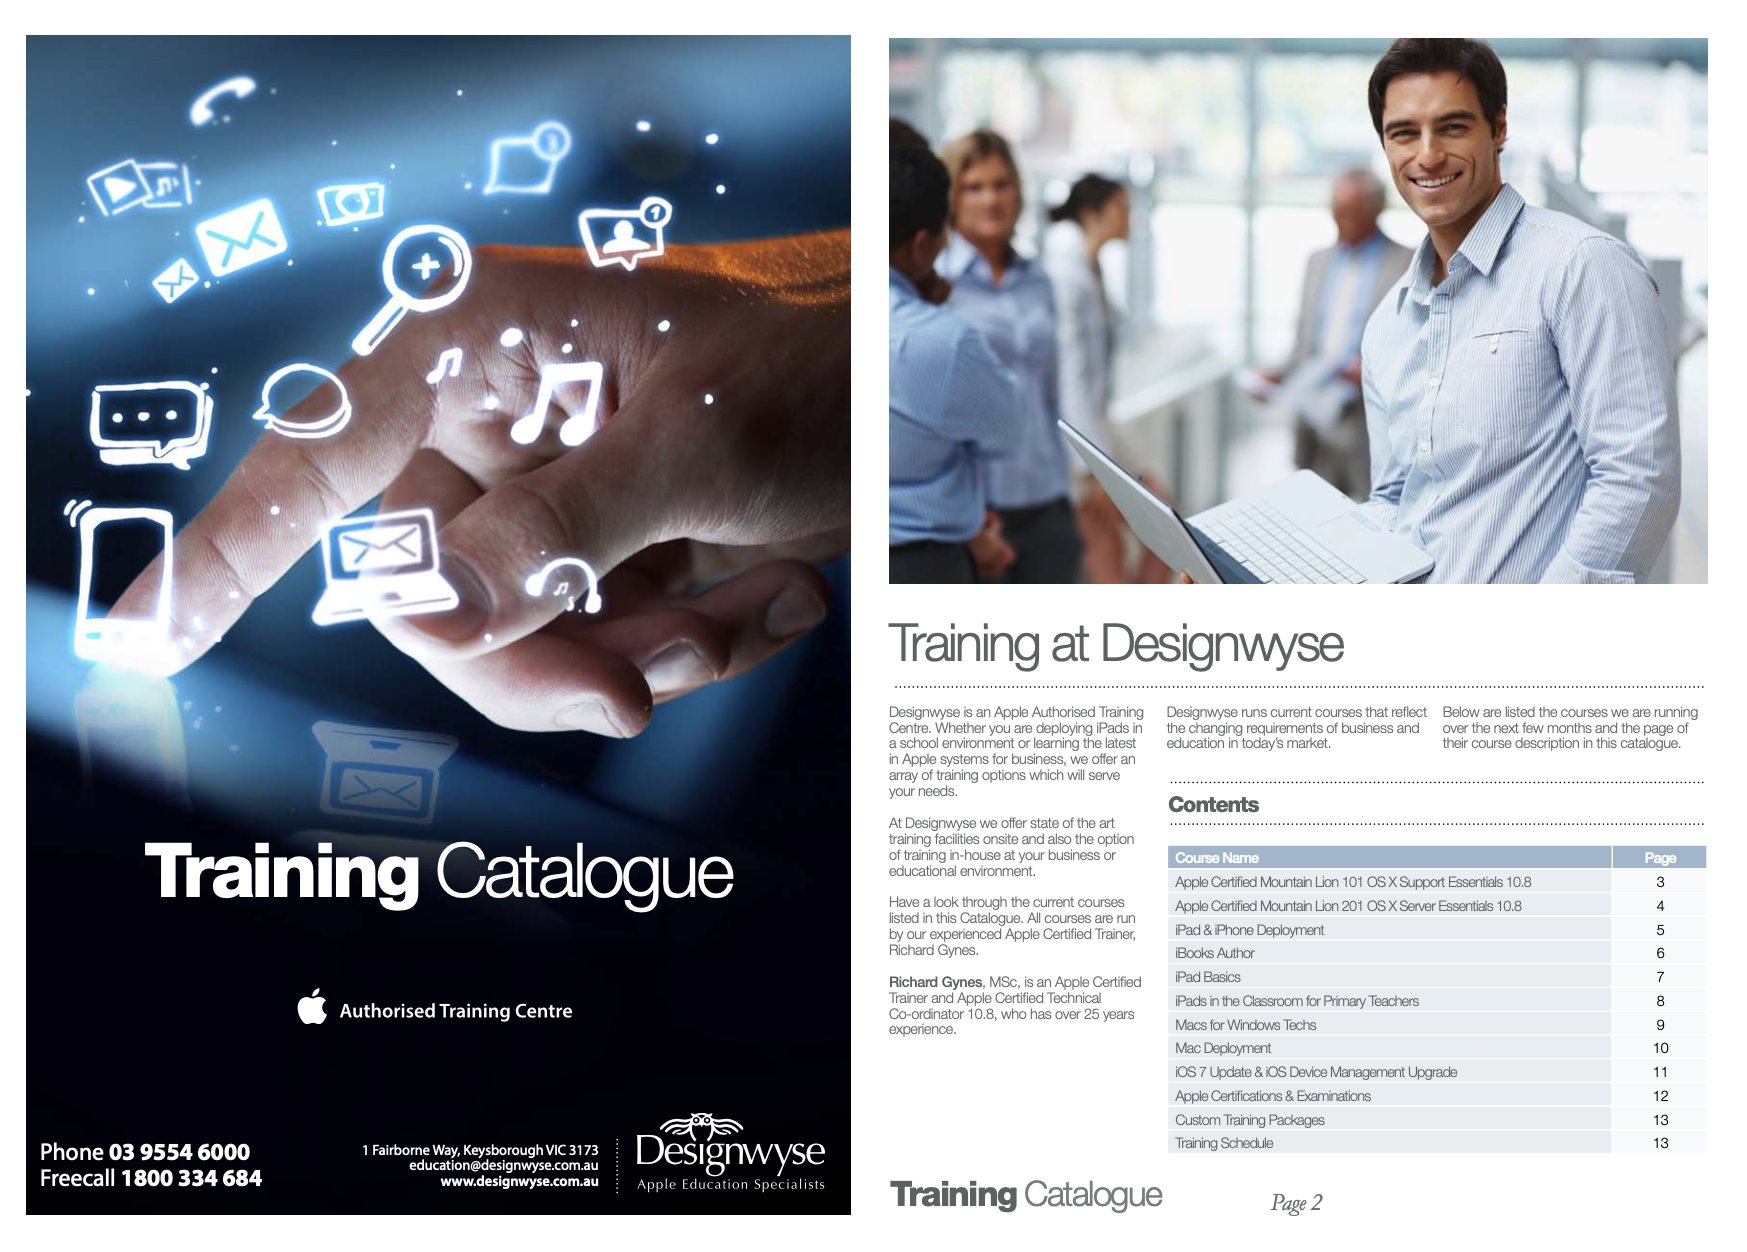 3
1
Training Catalogue
Authorised Training Centre
Phone 03 9554 6000
Freecall 1800 334 684
1 Fairborne Way, Keysborough VIC 3173
education@designwyse.com.au
www.designwyse.com.au
Designwyse
Apple Education Specialists
Training at Designwyse
Designwyse is an Apple Authorised Training
Centre. Whether you are deploying iPads in
a school environment or learning the latest
in Apple systems for business, we offer an
array of training options which will serve
your needs.
At Designwyse we offer state of the art
training facilities onsite and also the option
of training in-house at your business or
educational environment.
Have a look through the current courses
listed in this Catalogue. All courses are run
by our experienced Apple Certified Trainer,
Richard Gynes.
Richard Gynes, MSc, is an Apple Certified
Trainer and Apple Certified Technical
Co-ordinator 10.8, who has over 25 years
experience.
Designwyse runs current courses that reflect
the changing requirements of business and
education in today's market.
Below are listed the courses we are running
over the next few months and the page of
their course description in this catalogue.
Contents
Course Name Page
Apple Certified Mountain Lion 101 OS X Support Essentials 10.8 3
Apple Certified Mountain Lion 201 OS X Server Essentials 10.8 4
iPad & iPhone Deployment 5
iBooks Author 6
iPad Basics 7
iPads in the Classroom for Primary Teachers 8
Macs for Windows Techs 9
Mac Deployment 10
iOS 7 Update & iOS Device Management Upgrade 11
Apple Certifications & Examinations 12
Custom Training Packages 13
Training Schedule 13
Training Catalogue
Page 2